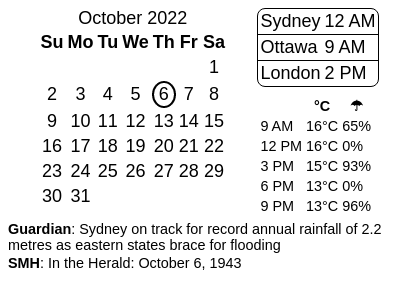 October 2022
Su Mo Tu We Th Fr Sa
1
2 3 4 5 6 7 8
9 10 11 12 13 14 15
16 17 18 19 20 21 22
23 24 25 26 27 28 29
30 31
Sydney 12 AM
Ottawa 9 AM
London 2 PM
°C ☂
9 AM 16°C 65%
12 PM 16°C 0%
3 PM 15°C 93%
6 PM 13°C 0%
9 PM 13°C 96%
Guardian: Sydney on track for record annual rainfall of 2.2
metres as eastern states brace for flooding
SMH: In the Herald: October 6, 1943